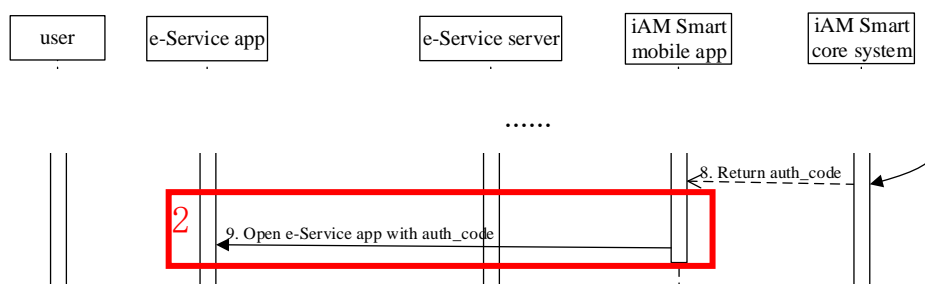 user
e-Service app
e-Service server
iAM Smart
mobile app
iAM Smart
core system
......
8. Return auth_code
2
9. Open e-Service app with auth_code